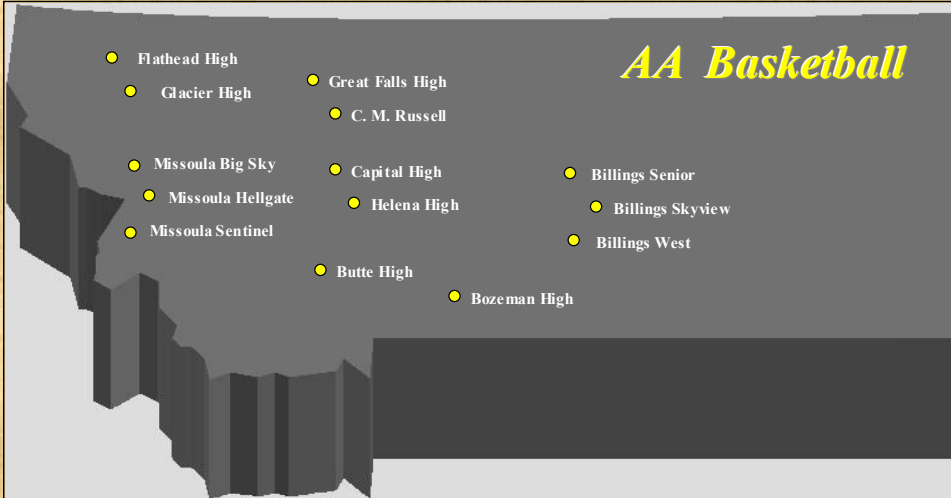 AA Basketball
Flathead High
Glacier High
Great Falls High
C. M. Russell
Missoula Big Sky
Missoula Hellgate
Missoula Sentinel
Capital High
Helena High
Billings Senior
Billings Skyview
Billings West
Butte High
Bozeman High